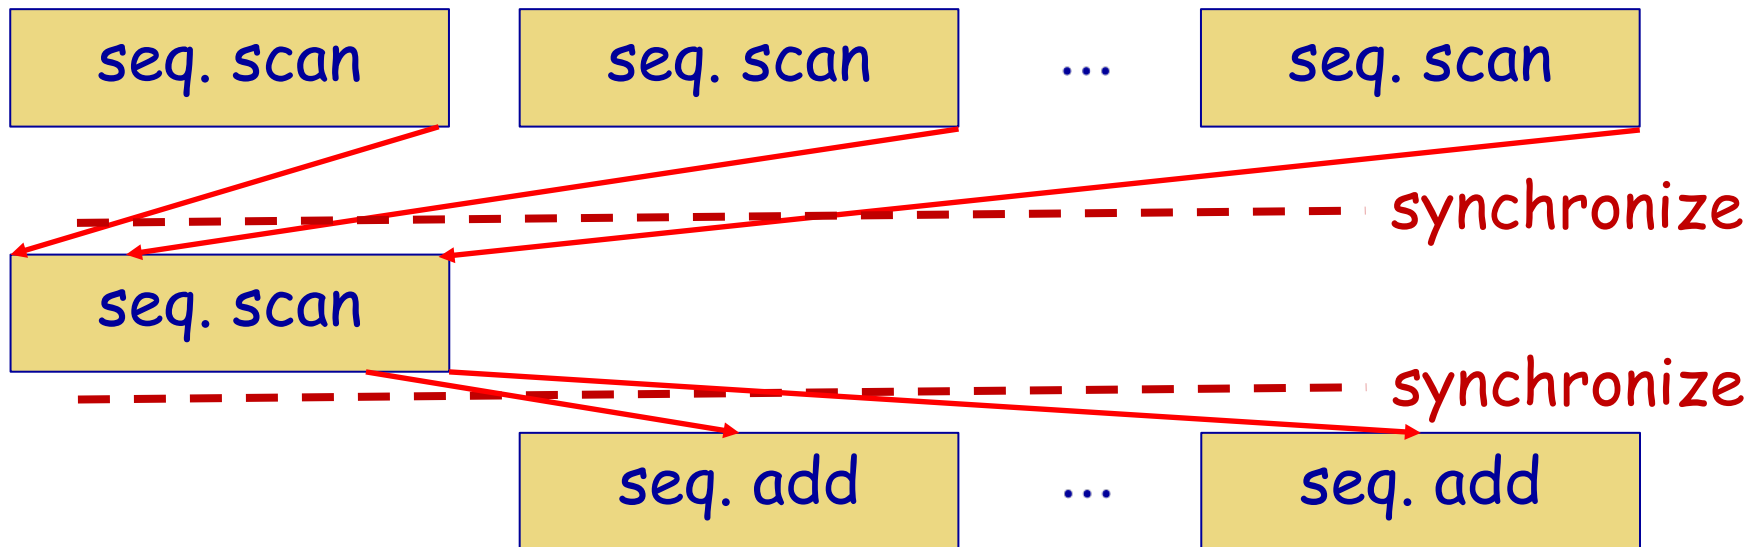 seq. scan seq. scan ... seq. scan
synchronize
seq. scan
synchronize
seq. add ... seq. add